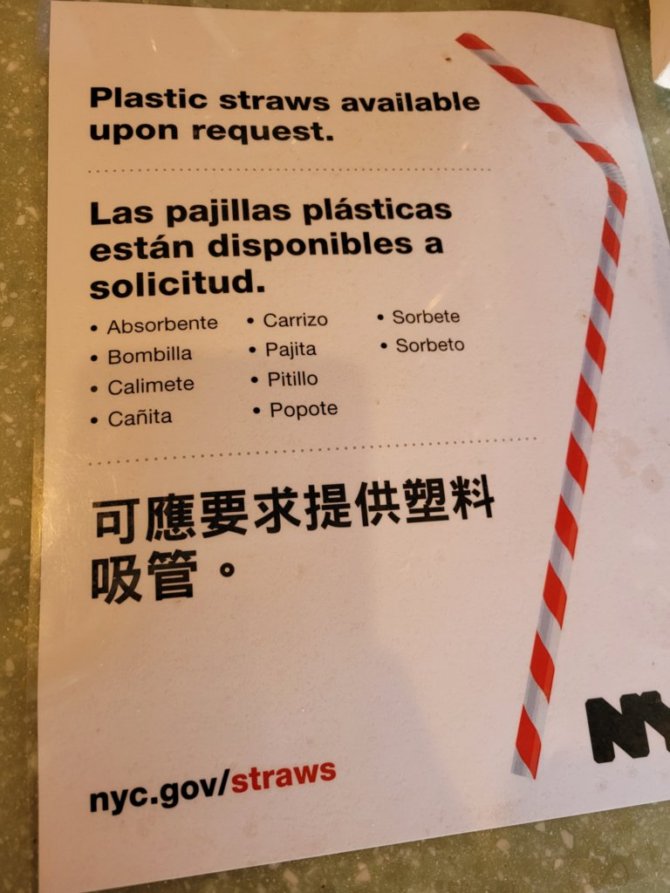 Plastic straws available
upon request.
Las pajillas plásticas
están disponibles a
solicitud.
• Absorbente
• Bombilla
• Calimete
• Cañita
• Carrizo
• Pajita
• Pitillo
• Popote
• Sorbete
• Sorbeto
可應要求提供塑料
吸管。
nyc.gov/straws
NY